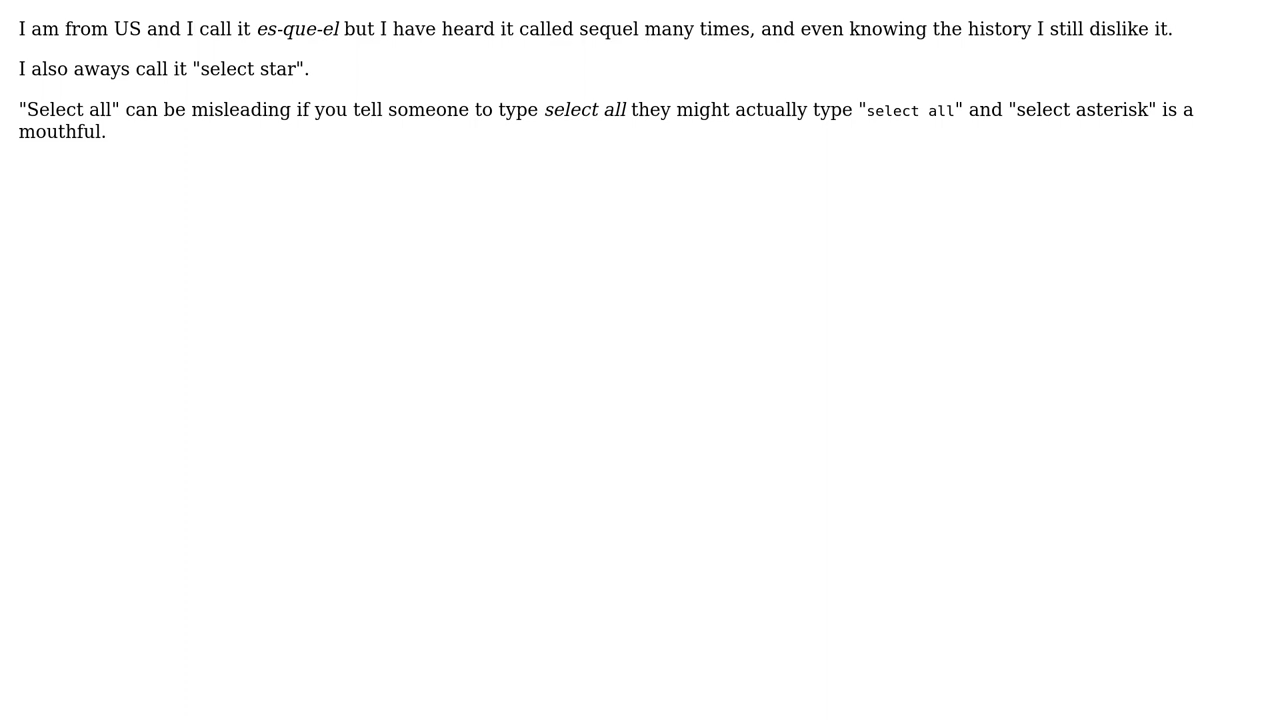 I am from US and I call it es-que-el but I have heard it called sequel many times, and even knowing the history I still dislike it.
I also aways call it "select star".
"Select all" can be misleading if you tell someone to type select all they might actually type "select all" and "select asterisk" is a
mouthful.